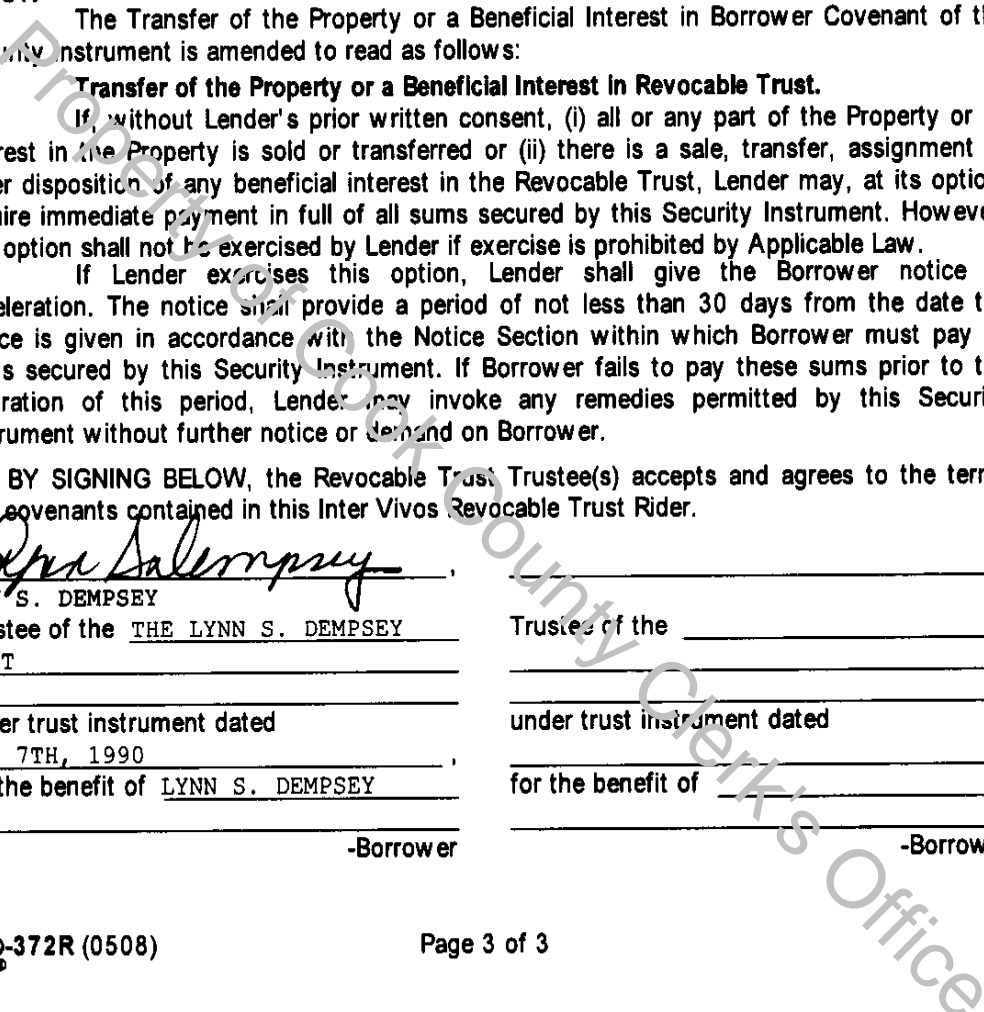 The Transfer of the Property or a Beneficial Interest in Borrower Covenant of t
nstrument is amended to read as follows:
Transfer of the Property or a Beneficial Interest in Revocable Trust.
If, without Lender's prior written consent, (i) all or any part of the Property or
rest in the Property is sold or transferred or (ii) there is a sale, transfer, assignment
er disposition of any beneficial interest in the Revocable Trust, Lender may, at its optio
uire immediate payment in full of all sums secured by this Security Instrument. Howeve
option shall not be exercised by Lender if exercise is prohibited by Applicable Law.
If Lender exercises this option, Lender shall give the Borrower notice
eleration. The notice shall provide a period of not less than 30 days from the date t
ce is given in accordance with the Notice Section within which Borrower must pay
s secured by this Security Instrument. If Borrower fails to pay these sums prior to t
ration of this period, Lender may invoke any remedies permitted by this Securi
rument without further notice or demand on Borrower.
BY SIGNING BELOW, the Revocable Trust Trustee(s) accepts and agrees to the terr
covenants contained in this Inter Vivos Revocable Trust Rider.
S. DEMPSEY
stee of the THE LYNN S. DEMPSEY
T
er trust instrument dated
7TH, 1990 ,
the benefit of LYNN S. DEMPSEY
-Borrower
Trustee of the
under trust instrument dated
for the benefit of
-Borrow
-372R (0508)
Page 3 of 3
Property of Cook County Clerk's Office